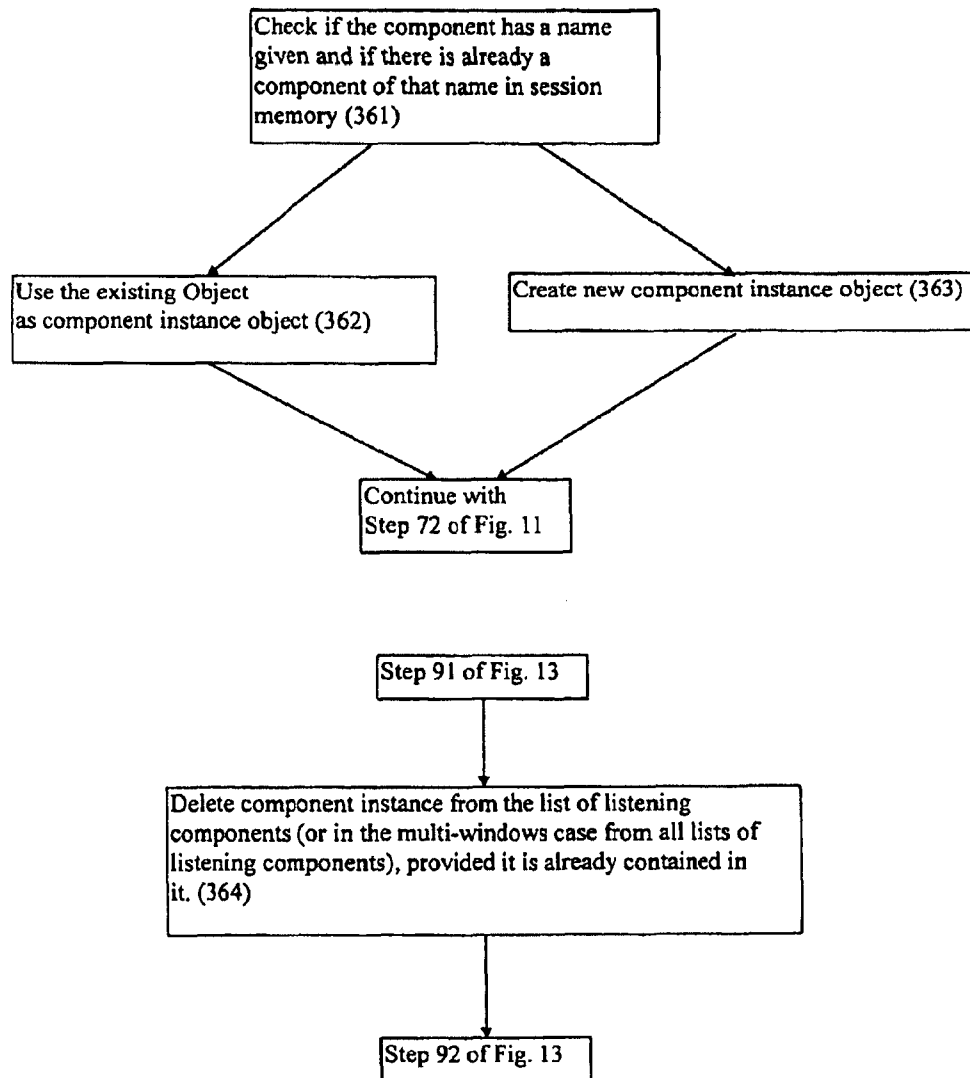 Check if the component has a name
given and if there is already a
component of that name in session
memory (361)
Use the existing Object
as component instance object (362)
Create new component instance object (363)
Continue with
Step 72 of Fig. 11
Step 91 of Fig. 13
Delete component instance from the list of listening
components (or in the multi-windows case from all lists of
listening components), provided it is already contained in
it. (364)
Step 92 of Fig. 13